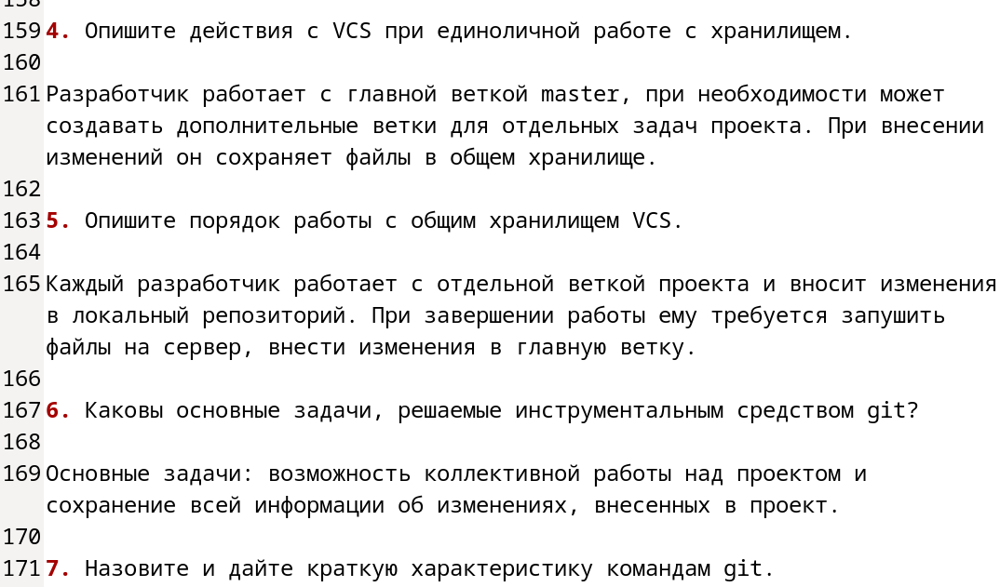 158
159 4. Опишите действия с VCS при единоличной работе с хранилищем.
160
161 Разработчик работает с главной веткой master, при необходимости может
создавать дополнительные ветки для отдельных задач проекта. При внесении
изменений он сохраняет файлы в общем хранилище.
162
163 5. Опишите порядок работы с общим хранилищем VCS.
164
165 Каждый разработчик работает с отдельной веткой проекта и вносит изменения
в локальный репозиторий. При завершении работы ему требуется запушить
файлы на сервер, внести изменения в главную ветку.
166
167 6. Каковы основные задачи, решаемые инструментальным средством git?
168
169 Основные задачи: возможность коллективной работы над проектом и
сохранение всей информации об изменениях, внесенных в проект.
170
171 7. Назовите и дайте краткую характеристику командам git.